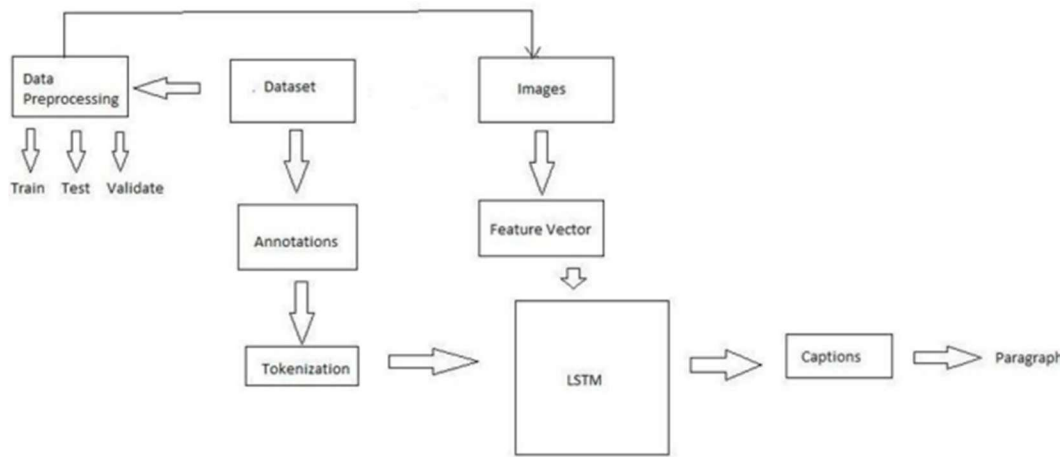 Data
Preprocessing
Dataset
Images
Train
Test
Validate
Annotations
Feature Vector
Tokenization
LSTM
Captions
Paragraph